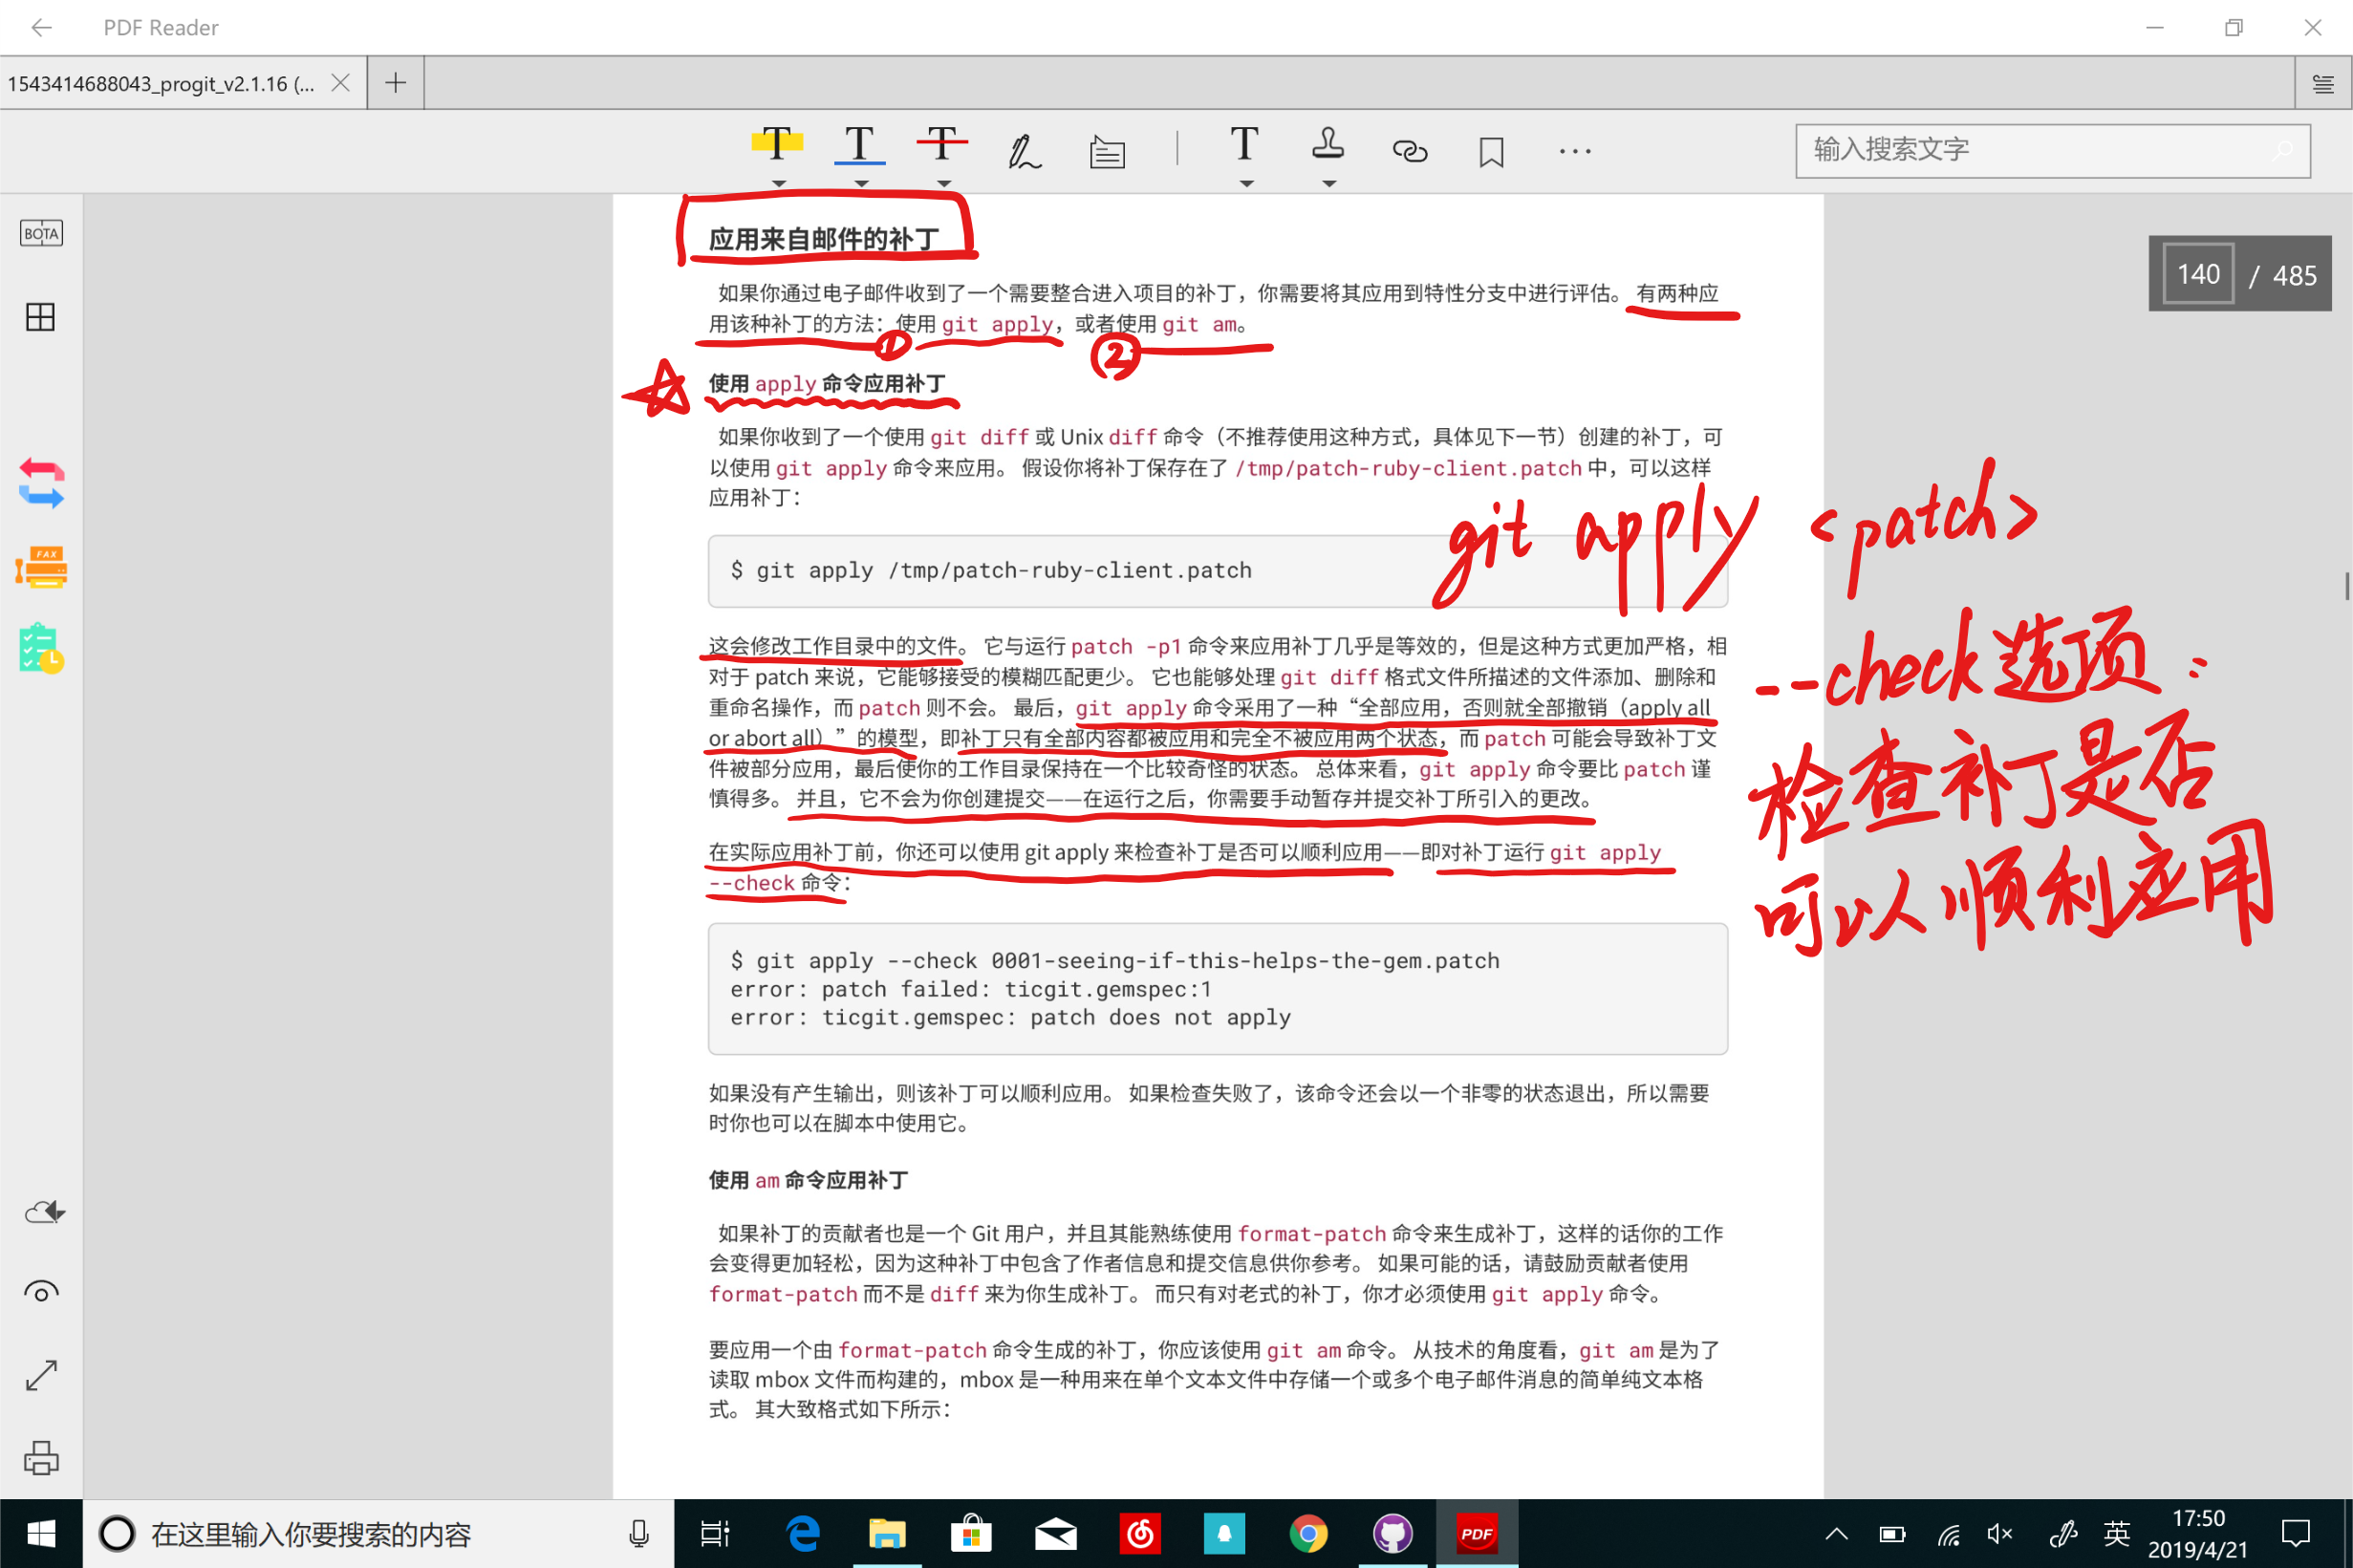 PDF Reader
1543414688043_progit_v2.1.16 (...
输入搜索文字
BOTA
140 / 485
应用来自邮件的补丁
如果你通过电子邮件收到了一个需要整合进入项目的补丁，你需要将其应用到特性分支中进行评估。 有两种应
用该种补丁的方法：使用 git apply，或者使用 git am。
① ②
使用 apply 命令应用补丁
如果你收到了一个使用 git diff 或 Unix diff 命令（不推荐使用这种方式，具体见下一节）创建的补丁，可
以使用 git apply 命令来应用。 假设你将补丁保存在了 /tmp/patch-ruby-client.patch 中，可以这样
应用补丁：
git apply <patch>
$ git apply /tmp/patch-ruby-client.patch
这会修改工作目录中的文件。 它与运行 patch -p1 命令来应用补丁几乎是等效的，但是这种方式更加严格，相
对于 patch 来说，它能够接受的模糊匹配更少。 它也能够处理 git diff 格式文件所描述的文件添加、删除和
重命名操作，而 patch 则不会。 最后，git apply 命令采用了一种“全部应用，否则就全部撤销（apply all
or abort all）”的模型，即补丁只有全部内容都被应用和完全不被应用两个状态，而 patch 可能会导致补丁文
件被部分应用，最后使你的工作目录保持在一个比较奇怪的状态。 总体来看，git apply 命令要比 patch 谨
慎得多。 并且，它不会为你创建提交——在运行之后，你需要手动暂存并提交补丁所引入的更改。
--check选项：
检查补丁是否
可以顺利应用
在实际应用补丁前，你还可以使用 git apply 来检查补丁是否可以顺利应用——即对补丁运行 git apply
--check 命令：
$ git apply --check 0001-seeing-if-this-helps-the-gem.patch
error: patch failed: ticgit.gemspec:1
error: ticgit.gemspec: patch does not apply
如果没有产生输出，则该补丁可以顺利应用。 如果检查失败了，该命令还会以一个非零的状态退出，所以需要
时你也可以在脚本中使用它。
使用 am 命令应用补丁
如果补丁的贡献者也是一个 Git 用户，并且其能熟练使用 format-patch 命令来生成补丁，这样的话你的工作
会变得更加轻松，因为这种补丁中包含了作者信息和提交信息供你参考。 如果可能的话，请鼓励贡献者使用
format-patch 而不是 diff 来为你生成补丁。 而只有对老式的补丁，你才必须使用 git apply 命令。
要应用一个由 format-patch 命令生成的补丁，你应该使用 git am 命令。 从技术的角度看，git am 是为了
读取 mbox 文件而构建的，mbox 是一种用来在单个文本文件中存储一个或多个电子邮件消息的简单纯文本格
式。 其大致格式如下所示：
FAX
在这里输入你要搜索的内容
PDF
英
17:50
2019/4/21